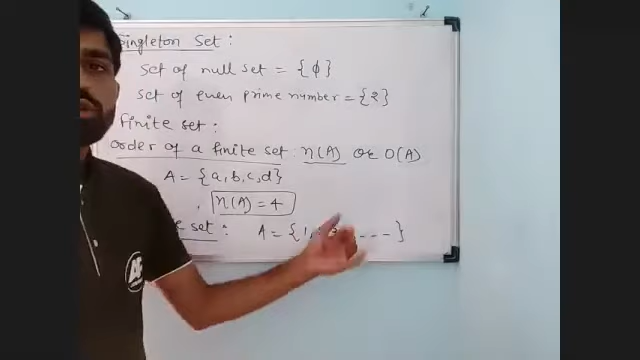 Singleton Set :
Set of null set = {ϕ}
Set of even prime number = {2}
finite set :
order of a finite set : n(A) or O(A)
A = {a, b, c, d}
n(A) = 4
set : A = {1, - - - }